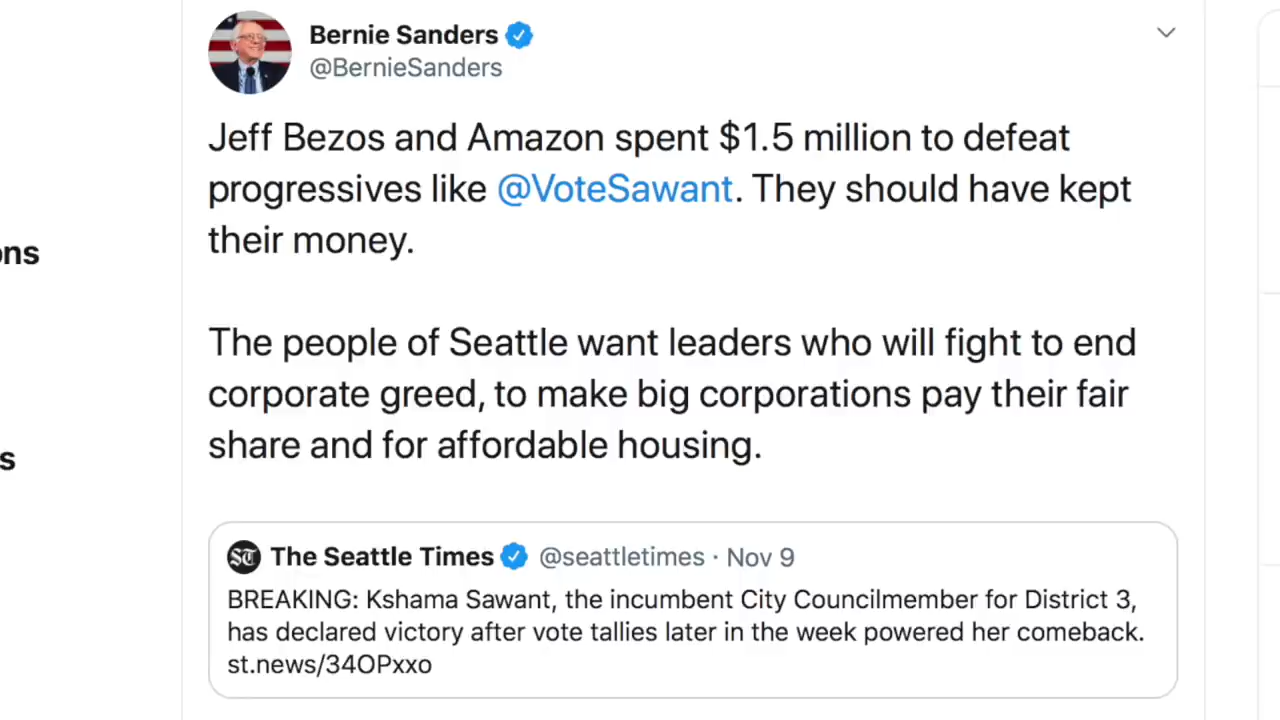 Bernie Sanders
@BernieSanders
Jeff Bezos and Amazon spent $1.5 million to defeat
progressives like @VoteSawant. They should have kept
their money.
ons
The people of Seattle want leaders who will fight to end
corporate greed, to make big corporations pay their fair
share and for affordable housing.
s
ST The Seattle Times @seattletimes · Nov 9
BREAKING: Kshama Sawant, the incumbent City Councilmember for District 3,
has declared victory after vote tallies later in the week powered her comeback.
st.news/34OPxxo